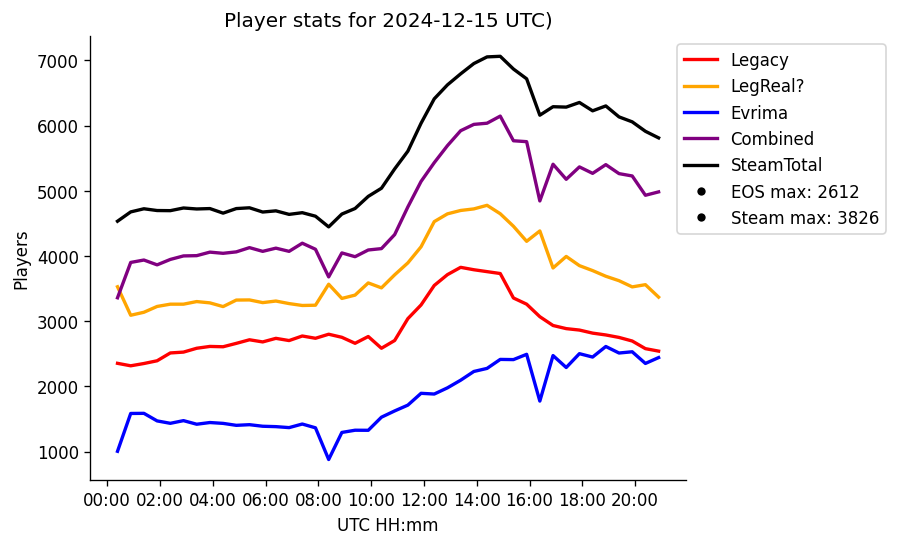 Player stats for 2024-12-15 UTC)
Players
7000
6000
5000
4000
3000
2000
1000
00:00 02:00 04:00 06:00 08:00 10:00 12:00 14:00 16:00 18:00 20:00
UTC HH:mm
Legacy
LegReal?
Evrima
Combined
SteamTotal
EOS max: 2612
Steam max: 3826